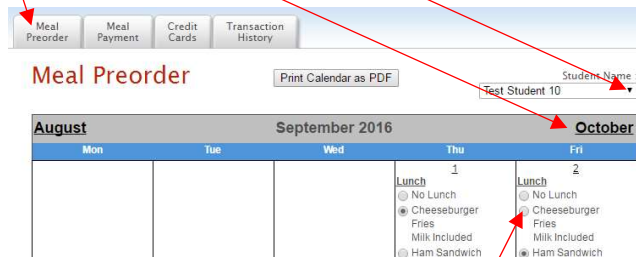 Meal Preorder
Meal Payment
Credit Cards
Transaction History
Meal Preorder
Print Calendar as PDF
Student Name :
Test Student 10
August
September 2016
October
Mon
Tue
Wed
Thu
Fri
1
Lunch
No Lunch
Cheeseburger
Fries
Milk Included
Ham Sandwich
2
Lunch
No Lunch
Cheeseburger
Fries
Milk Included
Ham Sandwich